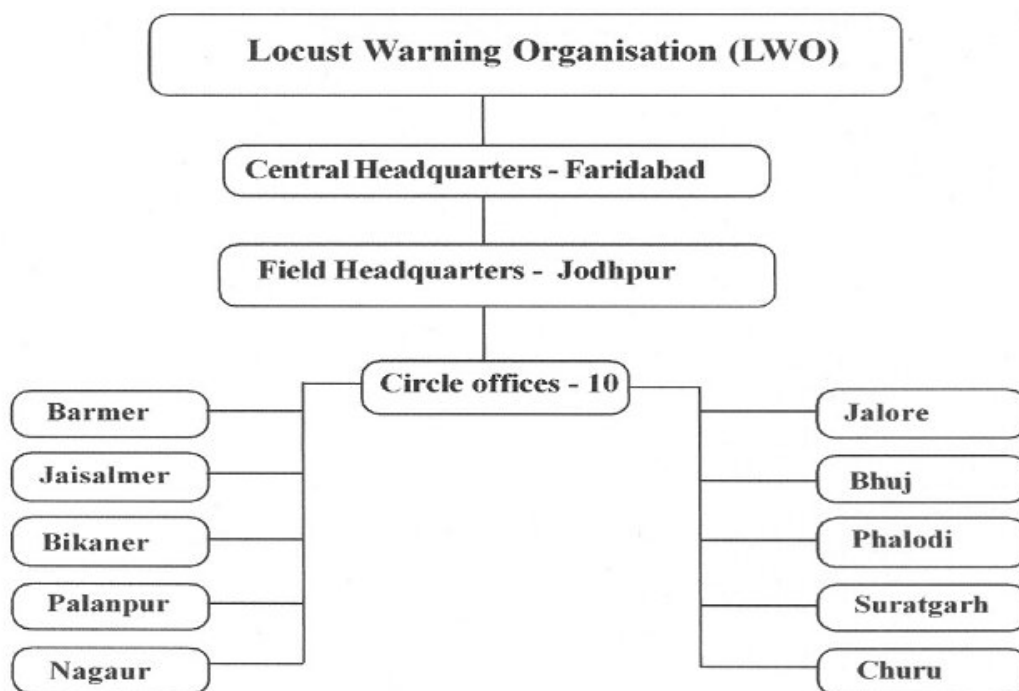 Locust Warning Organisation (LWO)
Central Headquarters - Faridabad
Field Headquarters - Jodhpur
Circle offices - 10
Barmer
Jaisalmer
Bikaner
Palanpur
Nagaur
Jalore
Bhuj
Phalodi
Suratgarh
Churu